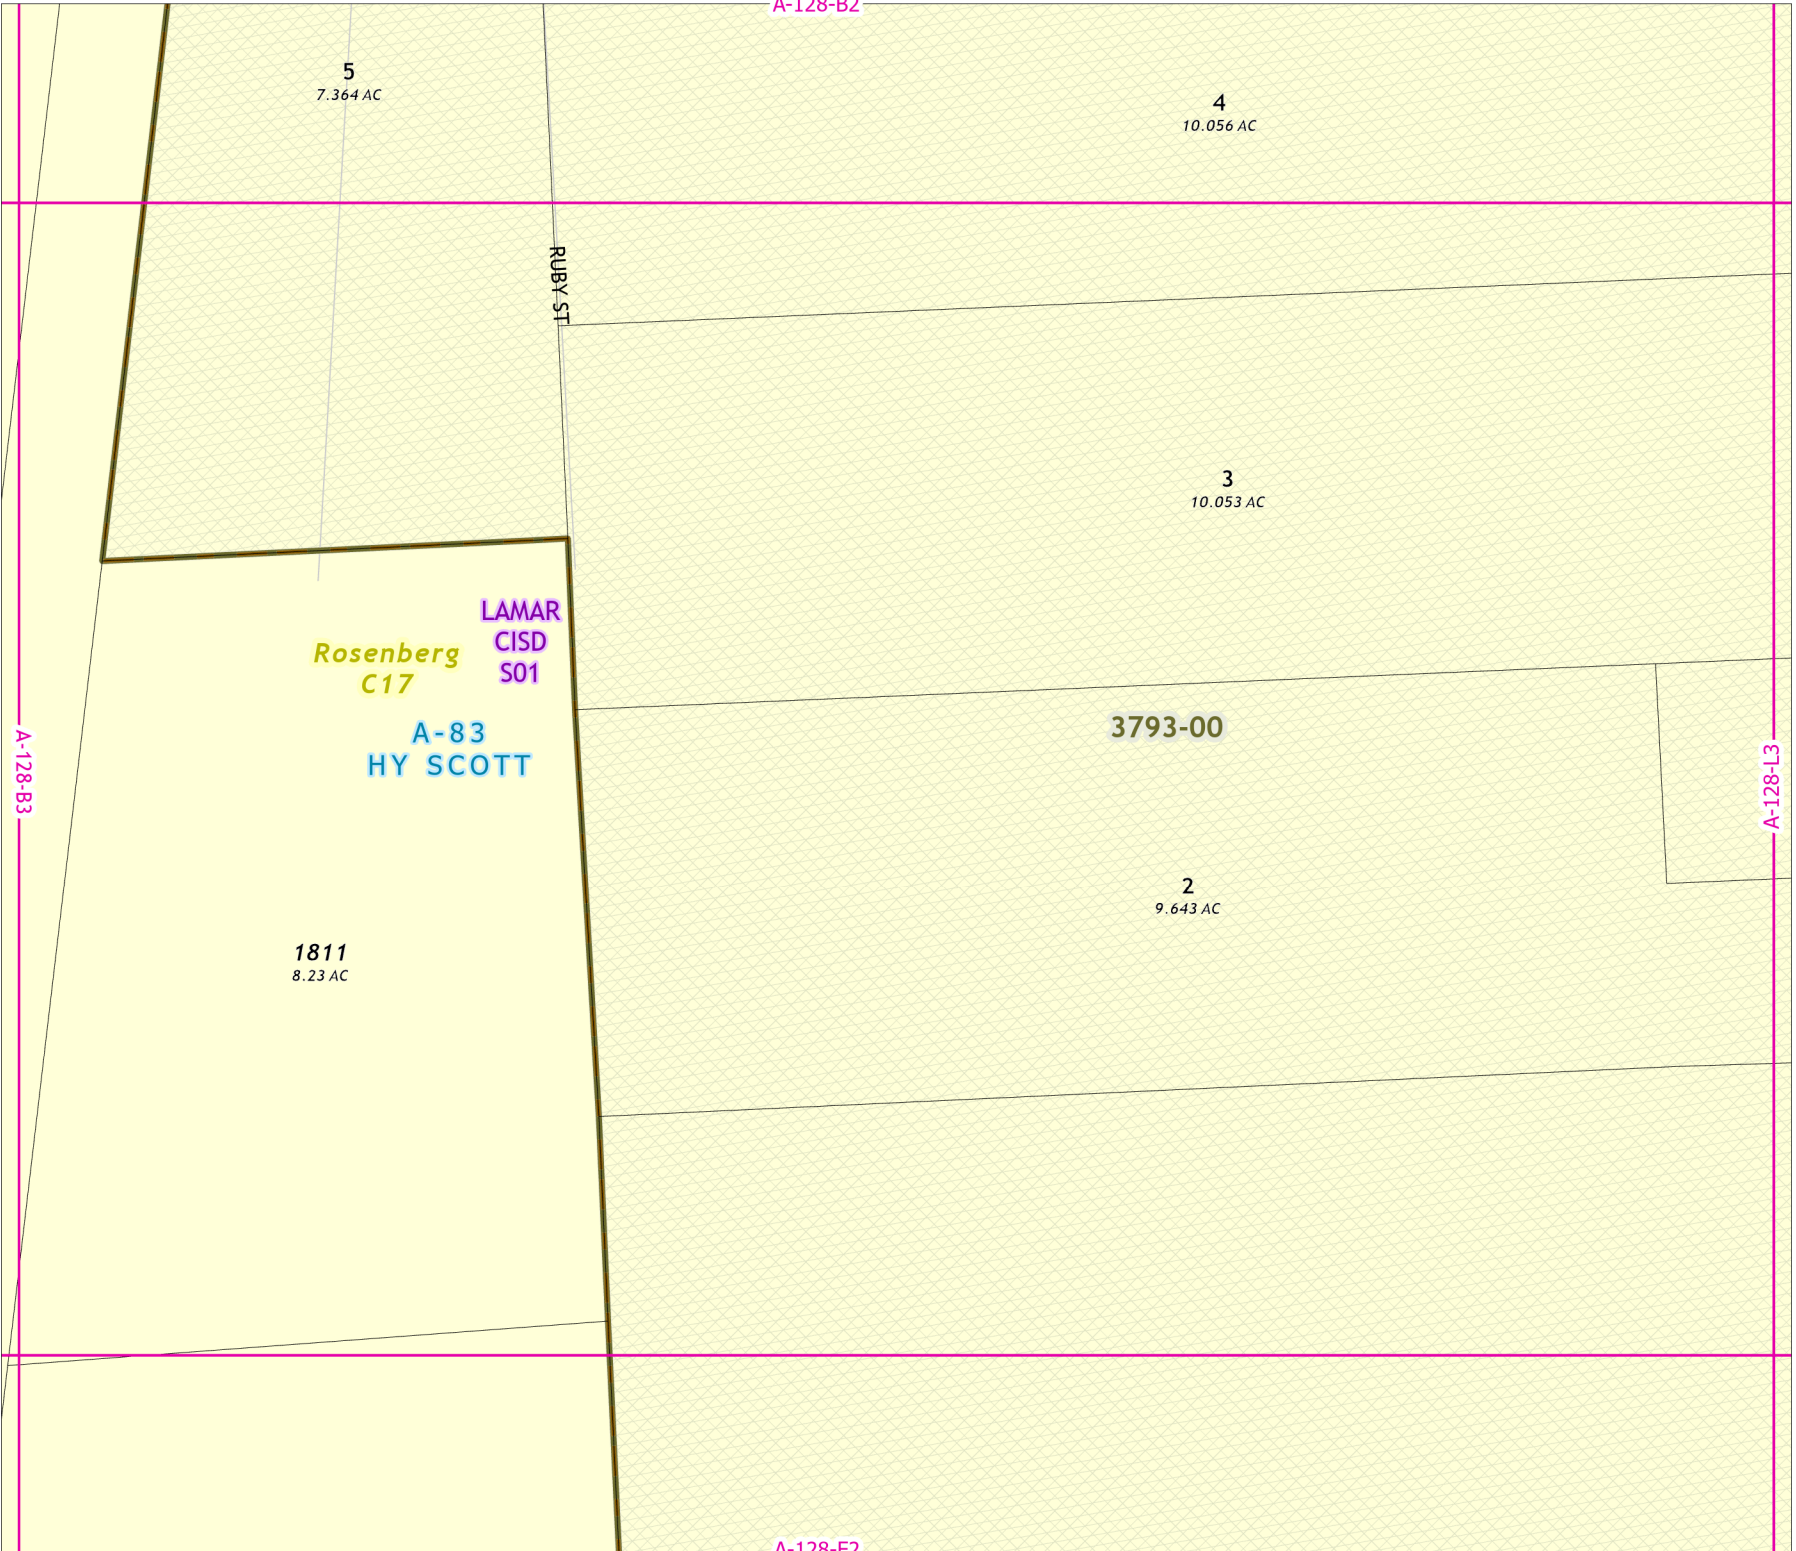 A-128-B2
5
7.364 AC
4
10.056 AC
RUBY ST
3
10.053 AC
LAMAR
CISD
S01
Rosenberg
C17
A-83
HY SCOTT
3793-00
A-128-B3
A-128-L3
2
9.643 AC
1811
8.23 AC